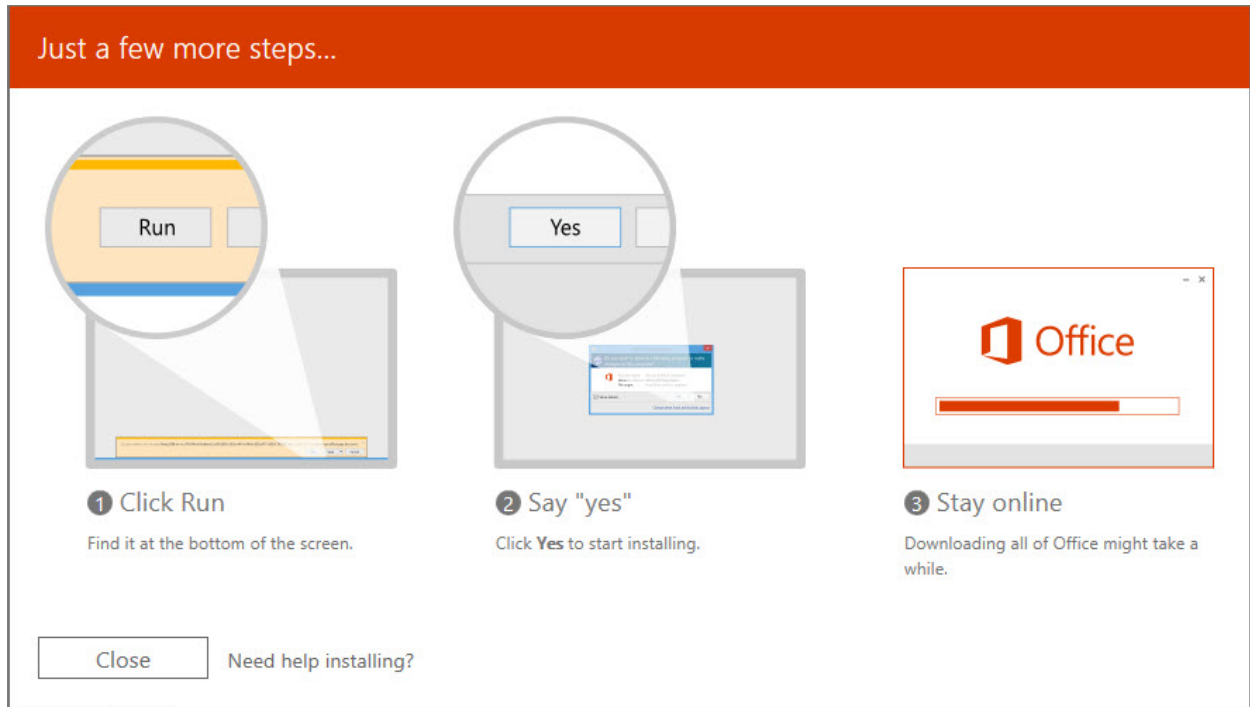 Just a few more steps...
Run
Yes
Office
1 Click Run
Find it at the bottom of the screen.
2 Say "yes"
Click Yes to start installing.
3 Stay online
Downloading all of Office might take a
while.
Close
Need help installing?